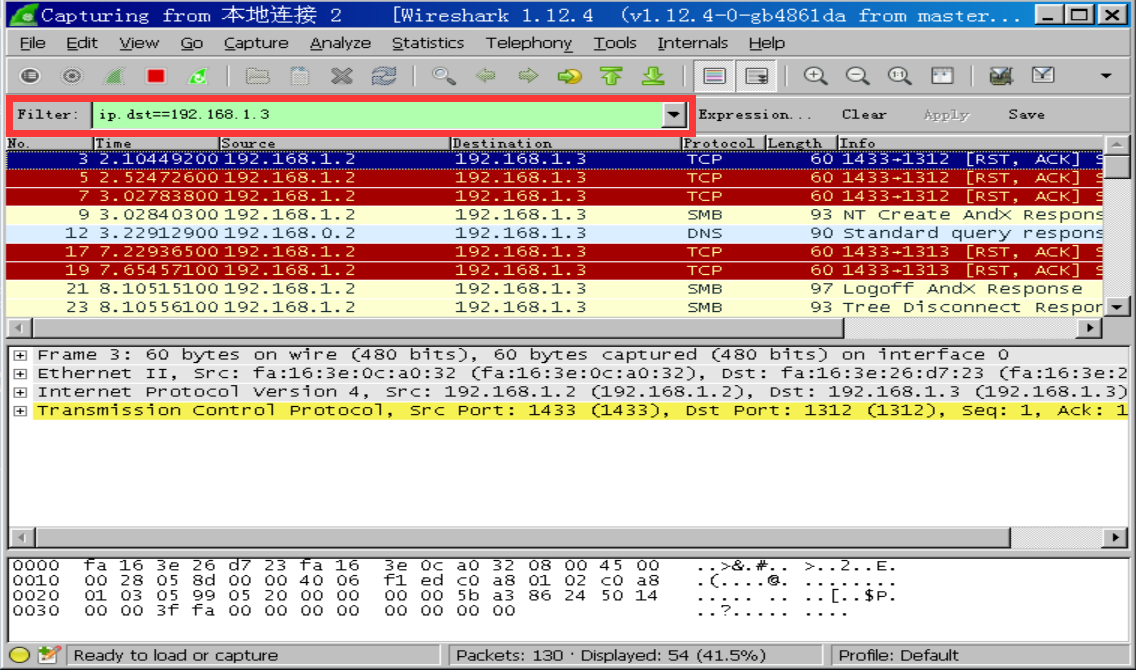 Capturing from 本地连接 2 [Wireshark 1.12.4 (v1.12.4-0-gb4861da from master...
File Edit View Go Capture Analyze Statistics Telephony Tools Internals Help
Filter: ip.dst==192.168.1.3 Expression... Clear Apply Save
No. Time Source Destination Protocol Length Info
3 2.10449200 192.168.1.2 192.168.1.3 TCP 60 1433→1312 [RST, ACK] S
5 2.52472600 192.168.1.2 192.168.1.3 TCP 60 1433→1312 [RST, ACK] S
7 3.02783800 192.168.1.2 192.168.1.3 TCP 60 1433→1312 [RST, ACK] S
9 3.02840300 192.168.1.2 192.168.1.3 SMB 93 NT Create AndX Respons
12 3.22912900 192.168.0.2 192.168.1.3 DNS 90 Standard query respons
17 7.22936500 192.168.1.2 192.168.1.3 TCP 60 1433→1313 [RST, ACK] S
19 7.65457100 192.168.1.2 192.168.1.3 TCP 60 1433→1313 [RST, ACK] S
21 8.10515100 192.168.1.2 192.168.1.3 SMB 97 Logoff AndX Response
23 8.10556100 192.168.1.2 192.168.1.3 SMB 93 Tree Disconnect Respor
Frame 3: 60 bytes on wire (480 bits), 60 bytes captured (480 bits) on interface 0
Ethernet II, Src: fa:16:3e:0c:a0:32 (fa:16:3e:0c:a0:32), Dst: fa:16:3e:26:d7:23 (fa:16:3e:2
Internet Protocol Version 4, Src: 192.168.1.2 (192.168.1.2), Dst: 192.168.1.3 (192.168.1.3)
Transmission Control Protocol, Src Port: 1433 (1433), Dst Port: 1312 (1312), Seq: 1, Ack: 1
0000 fa 16 3e 26 d7 23 fa 16 3e 0c a0 32 08 00 45 00 ..>&.#.. >..2..E.
0010 00 28 05 8d 00 00 40 06 f1 ed c0 a8 01 02 c0 a8 .(....@. ........
0020 01 03 05 99 05 20 00 00 00 00 5b a3 86 24 50 14 ..... .. ..[..$P.
0030 00 00 3f fa 00 00 00 00 00 00 00 00 ..?..... ....
Ready to load or capture Packets: 130 · Displayed: 54 (41.5%) Profile: Default